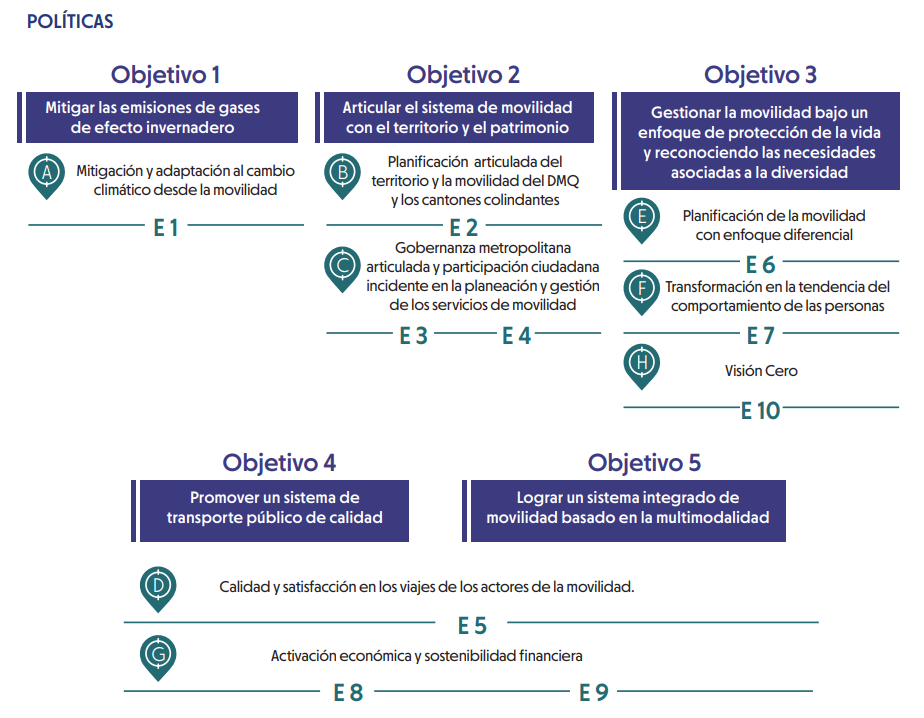 POLÍTICAS
Objetivo 1
Mitigar las emisiones de gases
de efecto invernadero
A
Mitigación y adaptación al cambio
climático desde la movilidad
E 1
Objetivo 2
Articular el sistema de movilidad
con el territorio y el patrimonio
B
Planificación articulada del
territorio y la movilidad del DMQ
y los cantones colindantes
E 2
C
Gobernanza metropolitana
articulada y participación ciudadana
incidente en la planeación y gestión
de los servicios de movilidad
E 3 E 4
Objetivo 3
Gestionar la movilidad bajo un
enfoque de protección de la vida
y reconociendo las necesidades
asociadas a la diversidad
E
Planificación de la movilidad
con enfoque diferencial
E 6
F
Transformación en la tendencia del
comportamiento de las personas
E 7
H
Visión Cero
E 10
Objetivo 4
Promover un sistema de
transporte público de calidad
Objetivo 5
Lograr un sistema integrado de
movilidad basado en la multimodalidad
D
Calidad y satisfacción en los viajes de los actores de la movilidad.
E 5
G
Activación económica y sostenibilidad financiera
E 8 E 9